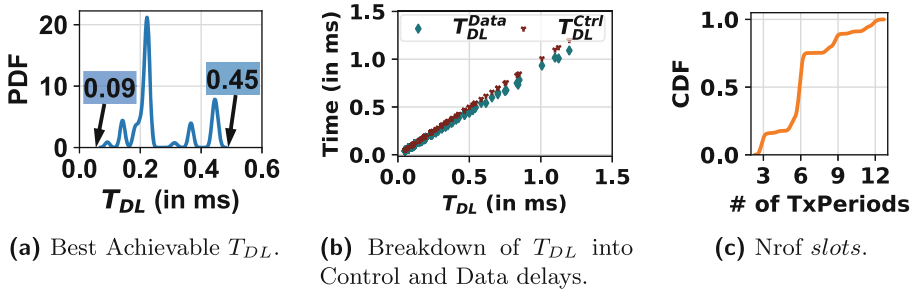 20
10
0
PDF
0.09
0.45
0.0 0.2 0.4 0.6
T_DL (in ms)
(a) Best Achievable T_DL.
T_DL^Data T_DL^Ctrl
1.5
1.0
0.5
0.0
Time (in ms)
0.0 0.5 1.0 1.5
T_DL (in ms)
(b) Breakdown of T_DL into
Control and Data delays.
1.0
0.5
0.0
CDF
3 6 9 12
# of TxPeriods
(c) Nrof slots.